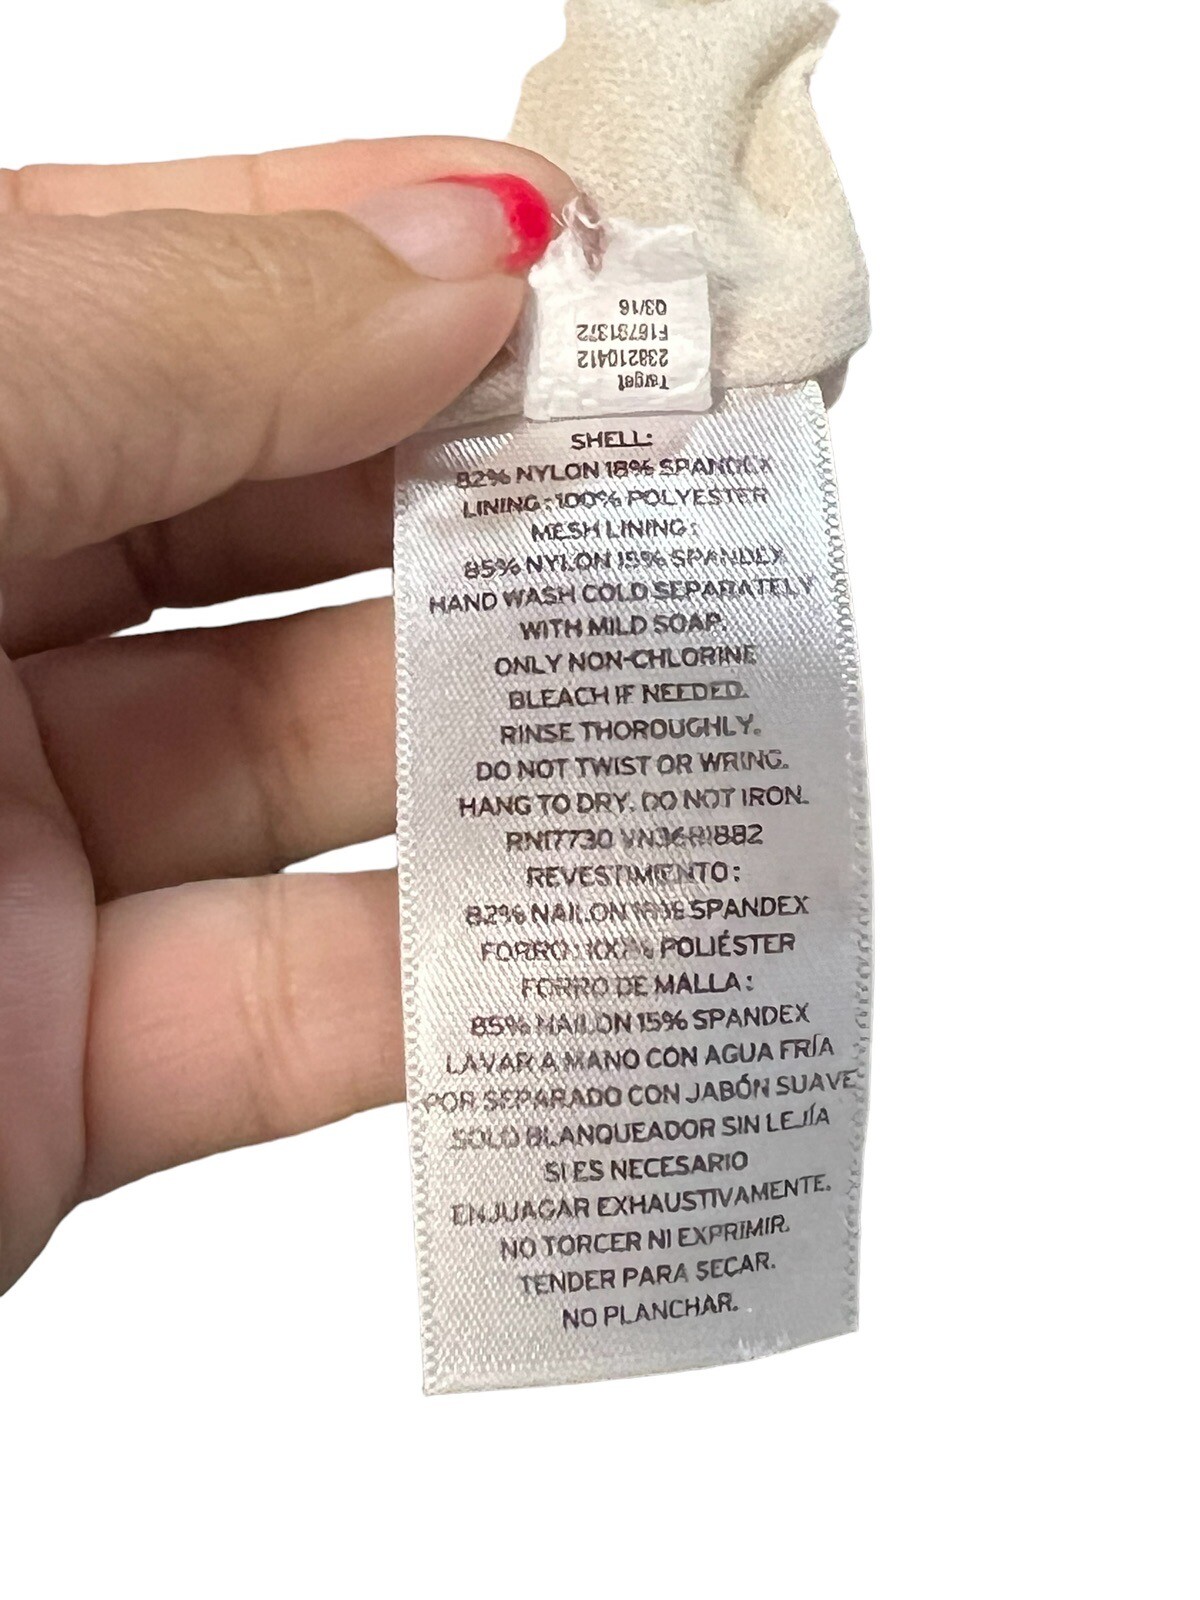 Target
238210412
F16791372
03/16
SHELL:
82% NYLON 18% SPANDEX
LINING: 100% POLYESTER
MESH LINING:
85% NYLON 15% SPANDEX
HAND WASH COLD SEPARATELY
WITH MILD SOAP.
ONLY NON-CHLORINE
BLEACH IF NEEDED.
RINSE THOROUGHLY.
DO NOT TWIST OR WRING.
HANG TO DRY. DO NOT IRON.
RN17730
REVESTIMIENTO:
82% NAILON 18% SPANDEX
FORRO: 100% POLIÉSTER
FORRO DE MALLA:
85% NAILON 15% SPANDEX
LAVAR A MANO CON AGUA FRÍA
POR SEPARADO CON JABÓN SUAVE
SOLO BLANQUEADOR SIN LEJÍA
SI ES NECESARIO
ENJUAGAR EXHAUSTIVAMENTE.
NO TORCER NI EXPRIMIR.
TENDER PARA SECAR.
NO PLANCHAR.